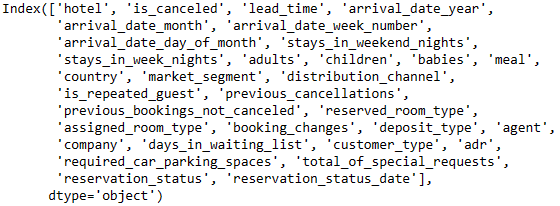 Index(['hotel', 'is_canceled', 'lead_time', 'arrival_date_year',
'arrival_date_month', 'arrival_date_week_number',
'arrival_date_day_of_month', 'stays_in_weekend_nights',
'stays_in_week_nights', 'adults', 'children', 'babies', 'meal',
'country', 'market_segment', 'distribution_channel',
'is_repeated_guest', 'previous_cancellations',
'previous_bookings_not_canceled', 'reserved_room_type',
'assigned_room_type', 'booking_changes', 'deposit_type', 'agent',
'company', 'days_in_waiting_list', 'customer_type', 'adr',
'required_car_parking_spaces', 'total_of_special_requests',
'reservation_status', 'reservation_status_date'],
dtype='object')